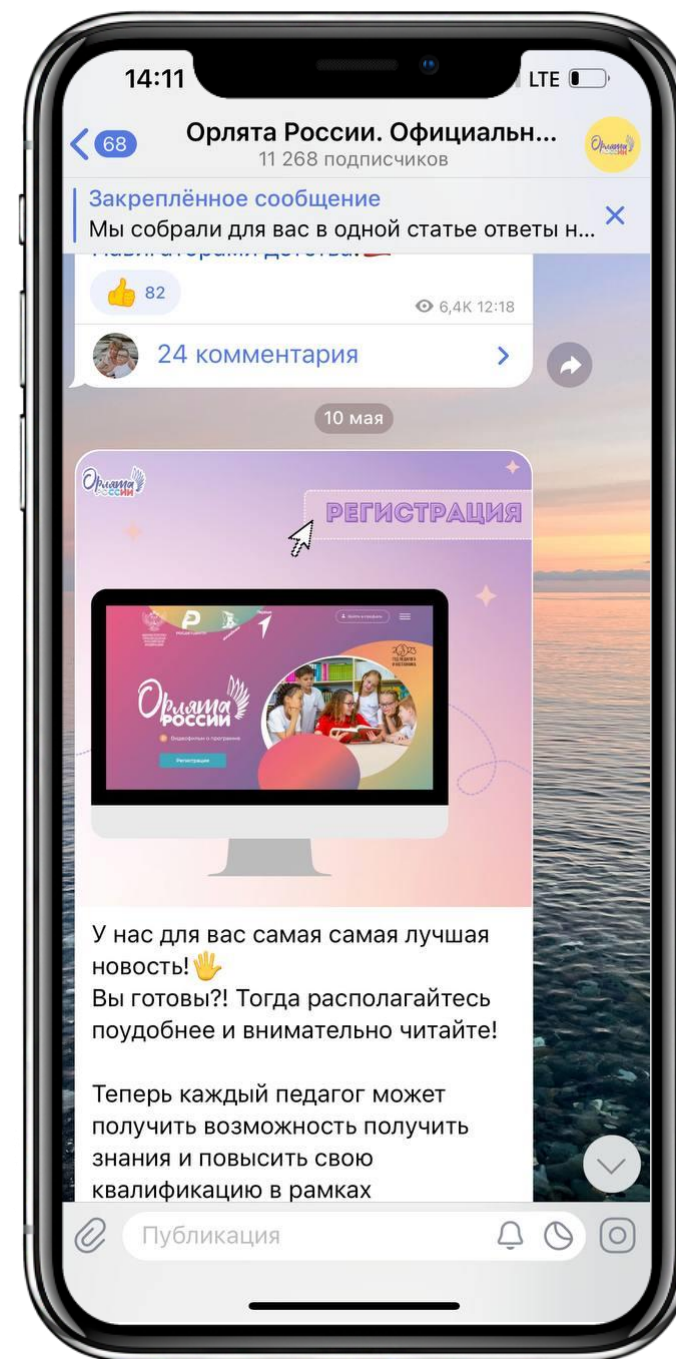 14:11
LTE
68
Орлята России. Официальн...
11 268 подписчиков
Закреплённое сообщение
Мы собрали для вас в одной статье ответы н...
82
6,4K 12:18
24 комментария
10 мая
Орлята
России
РЕГИСТРАЦИЯ
Орлята
РОССИИ
Регистрация
У нас для вас самая самая лучшая
новость!🖐
Вы готовы?! Тогда располагайтесь
поудобнее и внимательно читайте!
Теперь каждый педагог может
получить возможность получить
знания и повысить свою
квалификацию в рамках
Публикация